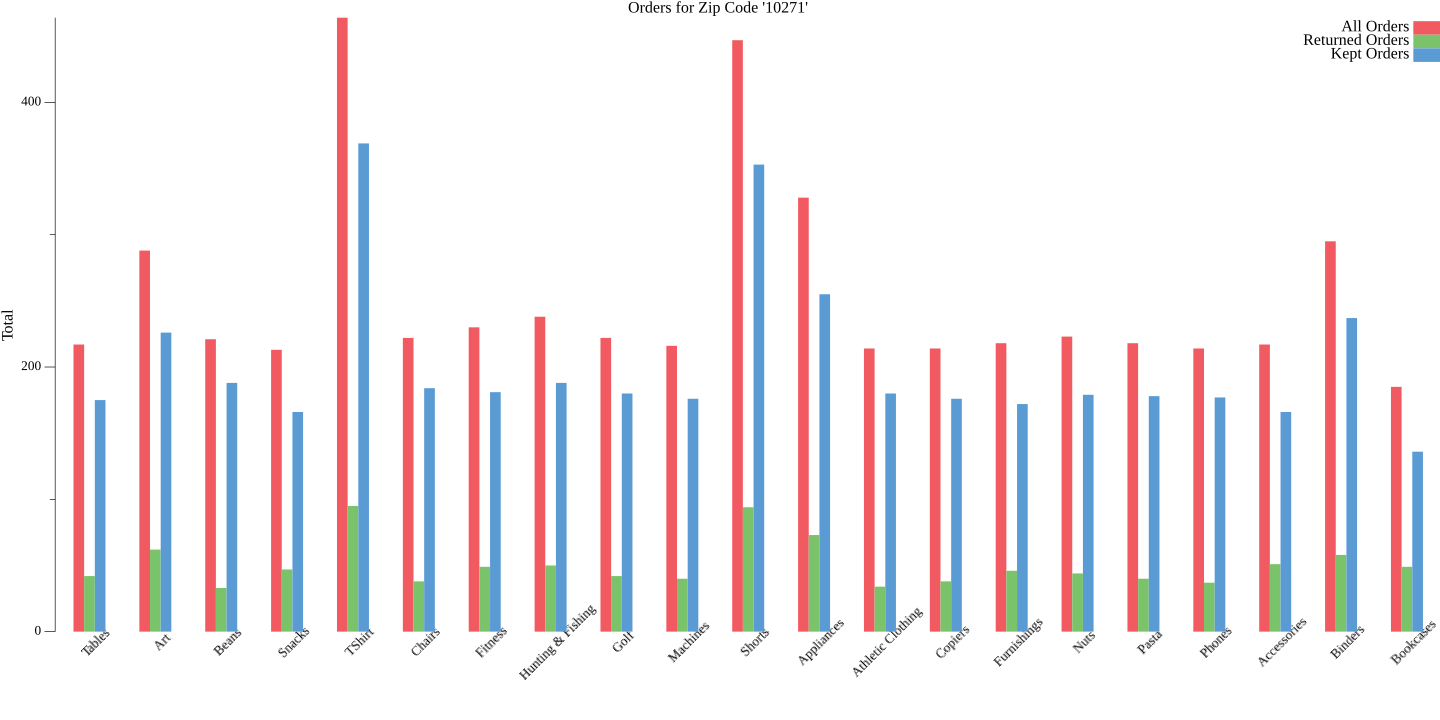 Orders for Zip Code '10271'
All Orders
Returned Orders
Kept Orders
Total
400
200
0
Tables
Art
Beans
Snacks
TShirt
Chairs
Fitness
Hunting & Fishing
Golf
Machines
Shorts
Appliances
Athletic Clothing
Copiers
Furnishings
Nuts
Pasta
Phones
Accessories
Binders
Bookcases